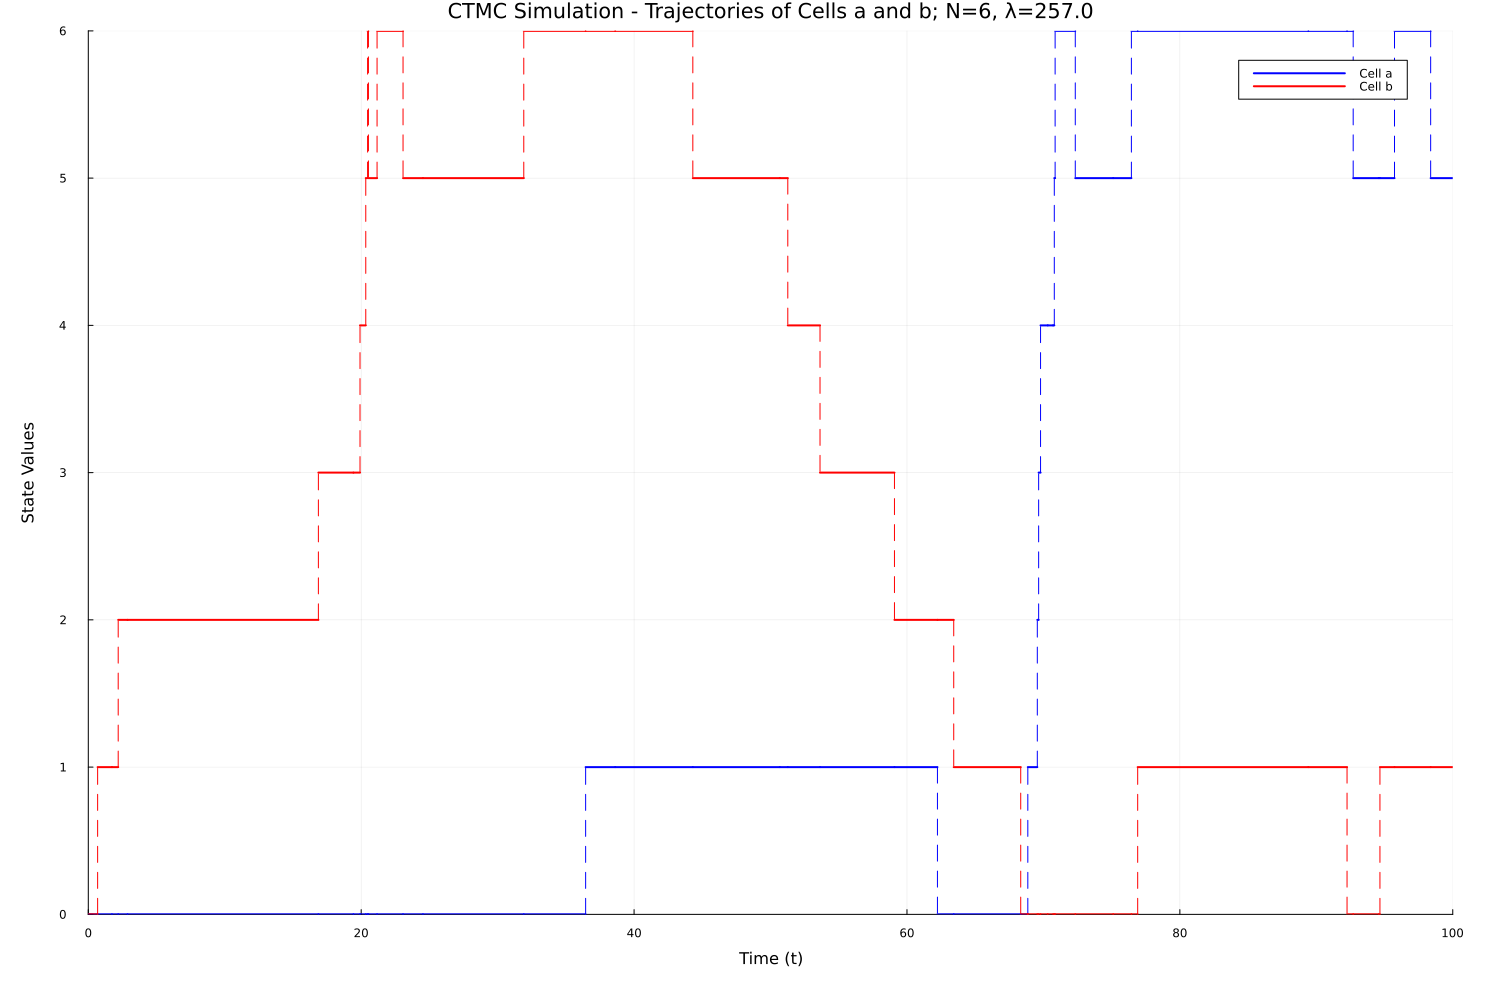 CTMC Simulation - Trajectories of Cells a and b; N=6, λ=257.0
6
Cell a
Cell b
5
4
3
State Values
2
1
0
0 20 40 60 80 100
Time (t)